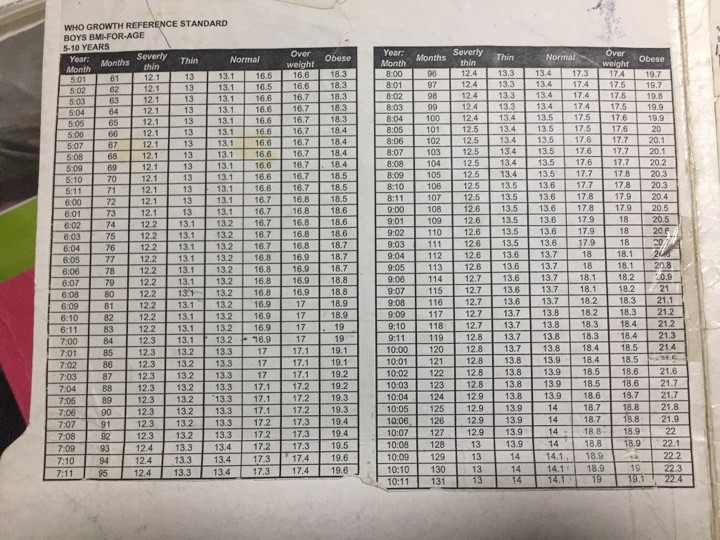 WHO GROWTH REFERENCE STANDARD
BOYS BMI-FOR-AGE
5-10 YEARS
Year: Month Months Severly thin Thin Normal Over weight Obese
5:01 61 12.1 13 13.1 16.5 16.6 18.3
5:02 62 12.1 13 13.1 16.5 16.6 18.3
5:03 63 12.1 13 13.1 16.6 16.7 18.3
5:04 64 12.1 13 13.1 16.6 16.7 18.3
5:05 65 12.1 13 13.1 16.6 16.7 18.3
5:06 66 12.1 13 13.1 16.6 16.7 18.4
5:07 67 12.1 13 13.1 16.6 16.7 18.4
5:08 68 12.1 13 13.1 16.6 16.7 18.4
5:09 69 12.1 13 13.1 16.6 16.7 18.4
5:10 70 12.1 13 13.1 16.6 16.7 18.5
5:11 71 12.1 13 13.1 16.6 16.7 18.5
6:00 72 12.1 13 13.1 16.7 16.8 18.5
6:01 73 12.1 13 13.1 16.7 16.8 18.6
6:02 74 12.2 13.1 13.2 16.7 16.8 18.6
6:03 75 12.2 13.1 13.2 16.7 16.8 18.6
6:04 76 12.2 13.1 13.2 16.7 16.8 18.7
6:05 77 12.2 13.1 13.2 16.8 16.9 18.7
6:06 78 12.2 13.1 13.2 16.8 16.9 18.7
6:07 79 12.2 13.1 13.2 16.8 16.9 18.8
6:08 80 12.2 13.1 13.2 16.8 16.9 18.8
6:09 81 12.2 13.1 13.2 16.9 17 18.9
6:10 82 12.2 13.1 13.2 16.9 17 18.9
6:11 83 12.2 13.1 13.2 16.9 17 19
7:00 84 12.3 13.1 13.2 16.9 17 19
7:01 85 12.3 13.2 13.3 17 17.1 19.1
7:02 86 12.3 13.2 13.3 17 17.1 19.1
7:03 87 12.3 13.2 13.3 17 17.1 19.2
7:04 88 12.3 13.2 13.3 17.1 17.2 19.2
7:05 89 12.3 13.2 13.3 17.1 17.2 19.3
7:06 90 12.3 13.2 13.3 17.1 17.2 19.3
7:07 91 12.3 13.2 13.3 17.2 17.3 19.4
7:08 92 12.3 13.2 13.3 17.2 17.3 19.4
7:09 93 12.4 13.3 13.4 17.2 17.3 19.5
7:10 94 12.4 13.3 13.4 17.3 17.4 19.6
7:11 95 12.4 13.3 13.4 17.3 17.4 19.6
Year: Month Months Severly thin Thin Normal Over weight Obese
8:00 96 12.4 13.3 13.4 17.3 17.4 19.7
8:01 97 12.4 13.3 13.4 17.4 17.5 19.7
8:02 98 12.4 13.3 13.4 17.4 17.5 19.8
8:03 99 12.4 13.3 13.4 17.4 17.5 19.9
8:04 100 12.4 13.4 13.5 17.5 17.6 19.9
8:05 101 12.5 13.4 13.5 17.5 17.6 20
8:06 102 12.5 13.4 13.5 17.6 17.7 20.1
8:07 103 12.5 13.4 13.5 17.6 17.7 20.1
8:08 104 12.5 13.4 13.5 17.6 17.7 20.2
8:09 105 12.5 13.4 13.5 17.7 17.8 20.3
8:10 106 12.5 13.5 13.6 17.7 17.8 20.3
8:11 107 12.5 13.5 13.6 17.8 17.9 20.4
9:00 108 12.6 13.5 13.6 17.8 17.9 20.5
9:01 109 12.6 13.5 13.6 17.9 18 20.5
9:02 110 12.6 13.5 13.6 17.9 18
9:03 111 12.6 13.5 13.6 17.9 18
9:04 112 12.6 13.6 13.7 18 18.1
9:05 113 12.6 13.6 13.7 18 18.1 20.8
9:06 114 12.7 13.6 13.7 18.1 18.2 20.9
9:07 115 12.7 13.6 13.7 18.1 18.2 21
9:08 116 12.7 13.6 13.7 18.2 18.3 21.1
9:09 117 12.7 13.7 13.8 18.2 18.3 21.2
9:10 118 12.7 13.7 13.8 18.3 18.4 21.2
9:11 119 12.8 13.7 13.8 18.3 18.4 21.3
10:00 120 12.8 13.7 13.8 18.4 18.5 21.4
10:01 121 12.8 13.8 13.9 18.4 18.5
10:02 122 12.8 13.8 13.9 18.5 18.6 21.6
10:03 123 12.8 13.8 13.9 18.5 18.6 21.7
10:04 124 12.9 13.8 13.9 18.6 18.7 21.7
10:05 125 12.9 13.9 14 18.7 18.8 21.8
10:06 126 12.9 13.9 14 18.7 18.8 21.9
10:07 127 12.9 13.9 14 18.8 18.9 22
10:08 128 13 13.9 14 18.8 18.9 22.1
10:09 129 13 14 14.1 18.9 22.2
10:10 130 13 14 14.1 18.9 19 22.3
10:11 131 13 14 14.1 19 19.1 22.4